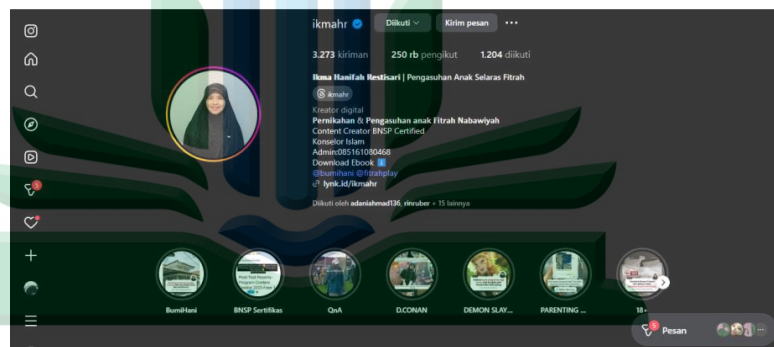 ikmahr Diikuti Kirim pesan
3.273 kiriman 250 rb pengikut 1.204 diikuti
Ikma Hanifah Restisari | Pengasuhan Anak Selaras Fitrah
ikmahr
Kreator digital
Pernikahan & Pengasuhan anak Fitrah Nabawiyah
Content Creator BNSP Certified
Konselor Islam
Admin:085161080468
Download Ebook
@bumihani @fitrahplay
lynk.id/ikmahr
Diikuti oleh adaniahmad136, rinruber + 15 lainnya
BumiHani BNSP Sertifikas QnA D.CONAN DEMON SLAY... PARENTING ... 18+
5 Pesan